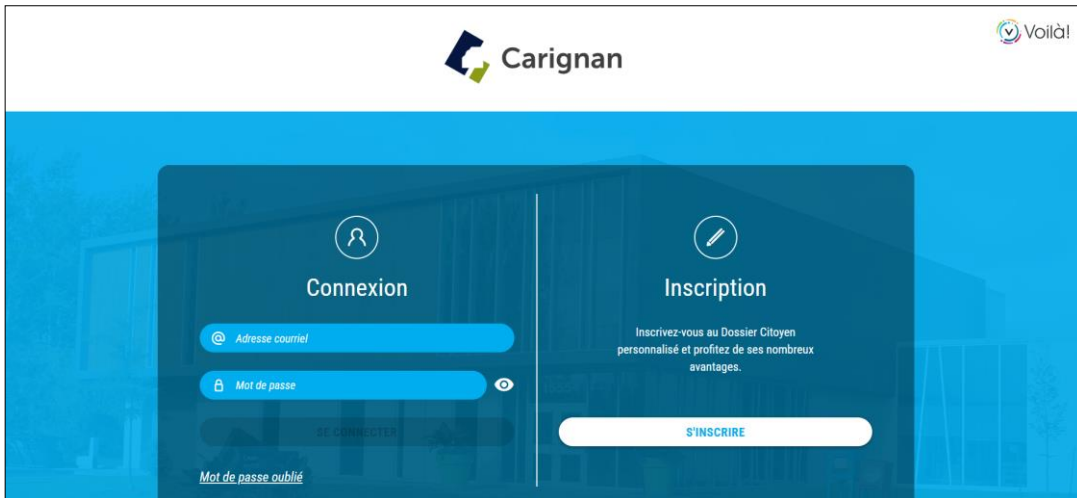 Carignan
Voilà!
Connexion
Adresse courriel
Mot de passe
SE CONNECTER
Mot de passe oublié
Inscription
Inscrivez-vous au Dossier Citoyen
personnalisé et profitez de ses nombreux
avantages.
S'INSCRIRE